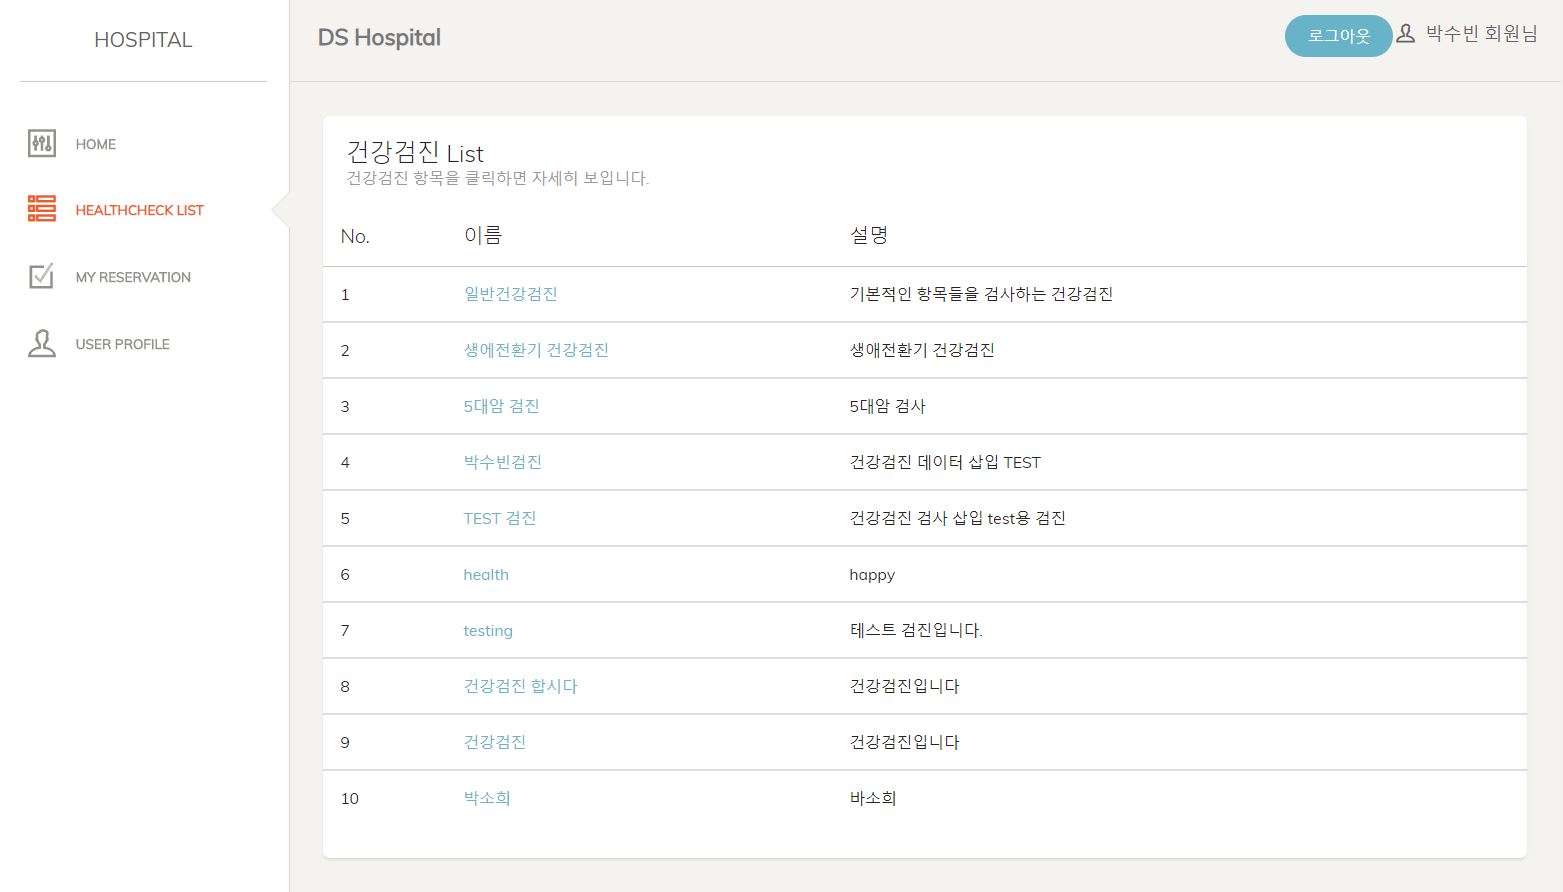 HOSPITAL
DS Hospital
로그아웃 박수빈 회원님
HOME
HEALTHCHECK LIST
MY RESERVATION
USER PROFILE
건강검진 List
건강검진 항목을 클릭하면 자세히 보입니다.
No. 이름 설명
1 일반건강검진 기본적인 항목들을 검사하는 건강검진
2 생에전환기 건강검진 생애전환기 건강검진
3 5대암 검진 5대암 검사
4 박수빈검진 건강검진 데이터 삽입 TEST
5 TEST 검진 건강검진 검사 삽입 test용 검진
6 health happy
7 testing 테스트 검진입니다.
8 건강검진 합시다 건강검진입니다
9 건강검진 건강검진입니다
10 박소희 바소희